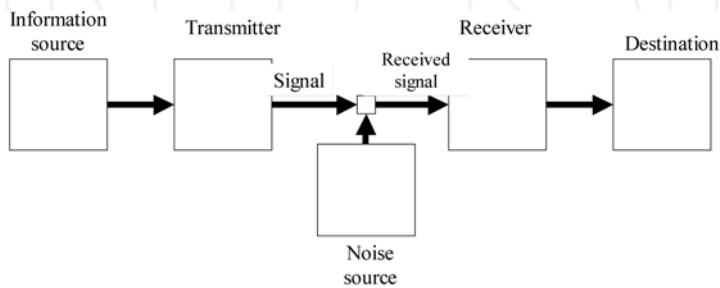 Information
source
Transmitter
Receiver
Destination
Signal
Received
signal
Noise
source